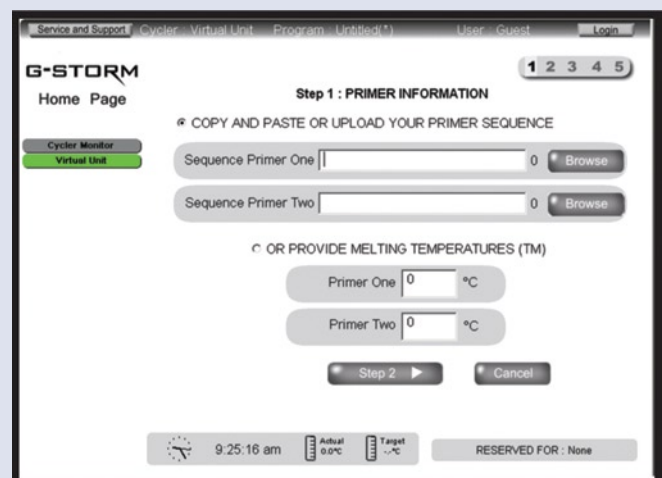 Service and Support Cycler : Virtual Unit Program : Untitled(*) User : Guest Login
G-STORM
1 2 3 4 5
Home Page
Step 1 : PRIMER INFORMATION
COPY AND PASTE OR UPLOAD YOUR PRIMER SEQUENCE
Cycler Monitor
Virtual Unit
Sequence Primer One 0 Browse
Sequence Primer Two 0 Browse
OR PROVIDE MELTING TEMPERATURES (TM)
Primer One 0 °C
Primer Two 0 °C
Step 2 Cancel
9:25:16 am Actual 0.0°C Target -.-°C RESERVED FOR : None